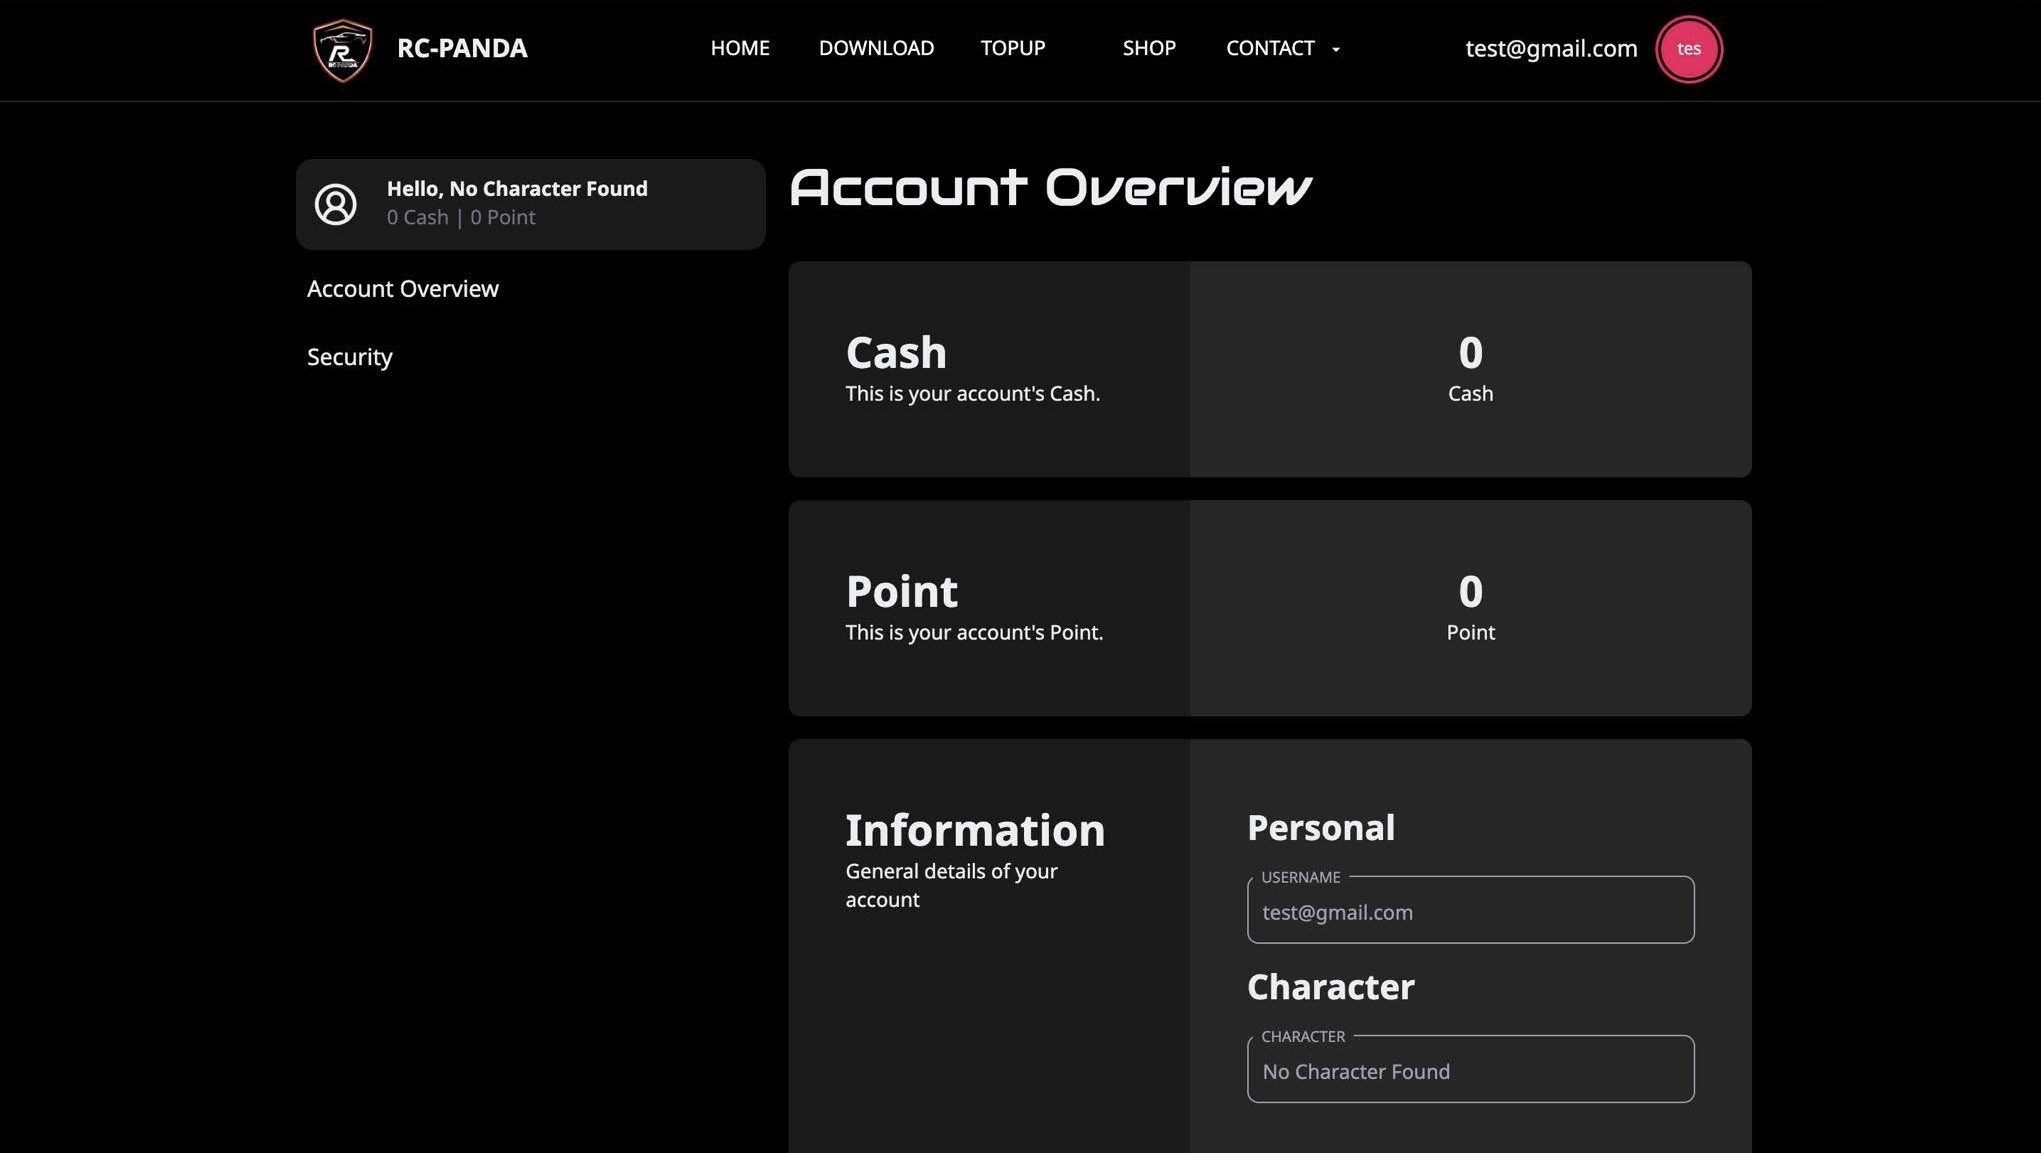 RC-PANDA
HOME
DOWNLOAD
TOPUP
SHOP
CONTACT
test@gmail.com
tes
Hello, No Character Found
0 Cash | 0 Point
Account Overview
Security
Account Overview
Cash
This is your account's Cash.
0
Cash
Point
This is your account's Point.
0
Point
Information
General details of your
account
Personal
USERNAME
test@gmail.com
Character
CHARACTER
No Character Found